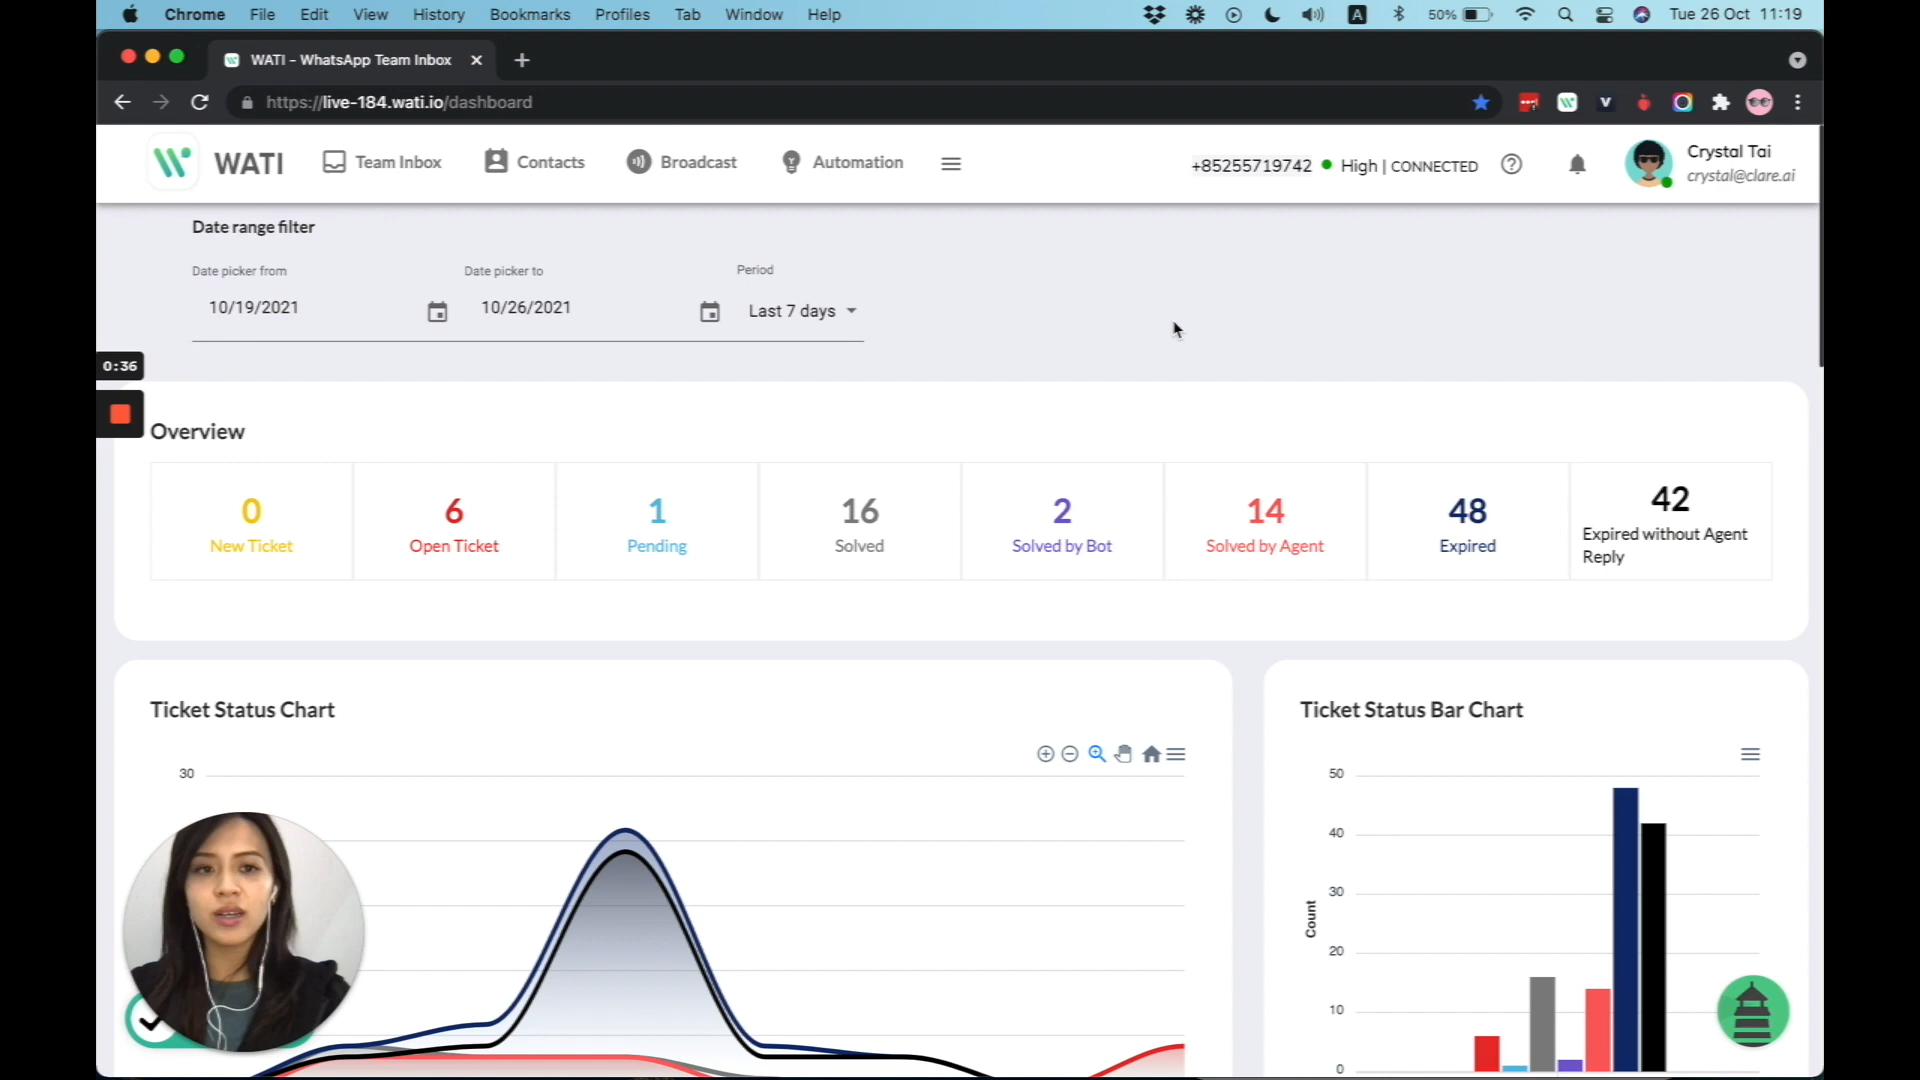 Chrome File Edit View History Bookmarks Profiles Tab Window Help A 50% Tue 26 Oct 11:19
WATI - WhatsApp Team Inbox
https://live-184.wati.io/dashboard
WATI Team Inbox Contacts Broadcast Automation +85255719742 High | CONNECTED Crystal Tai
crystal@clare.ai
Date range filter
Date picker from Date picker to Period
10/19/2021 10/26/2021 Last 7 days
0:36
Overview
0 6 1 16 2 14 48 42
New Ticket Open Ticket Pending Solved Solved by Bot Solved by Agent Expired Expired without Agent
Reply
Ticket Status Chart Ticket Status Bar Chart
30
50
40
30
Count
20
10
0